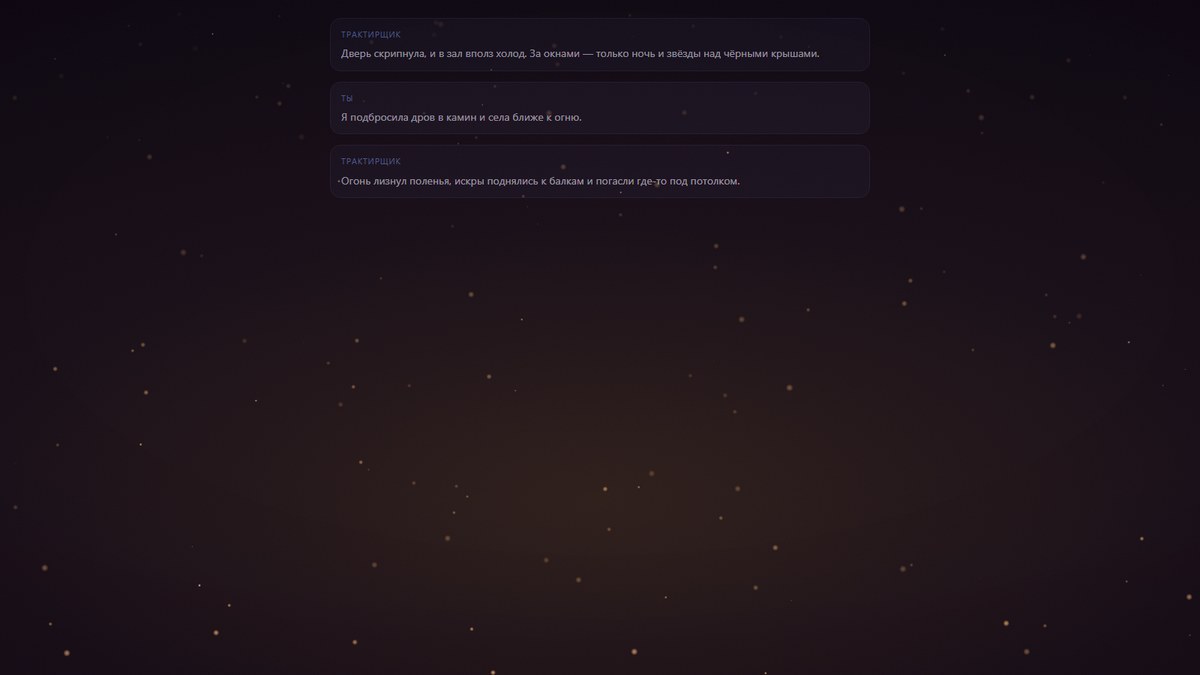 ТРАКТИРЩИК
Дверь скрипнула, и в зал вполз холод. За окнами — только ночь и звёзды над чёрными крышами.
ТЫ
Я подбросила дров в камин и села ближе к огню.
ТРАКТИРЩИК
Огонь лизнул поленья, искры поднялись к балкам и погасли где-то под потолком.